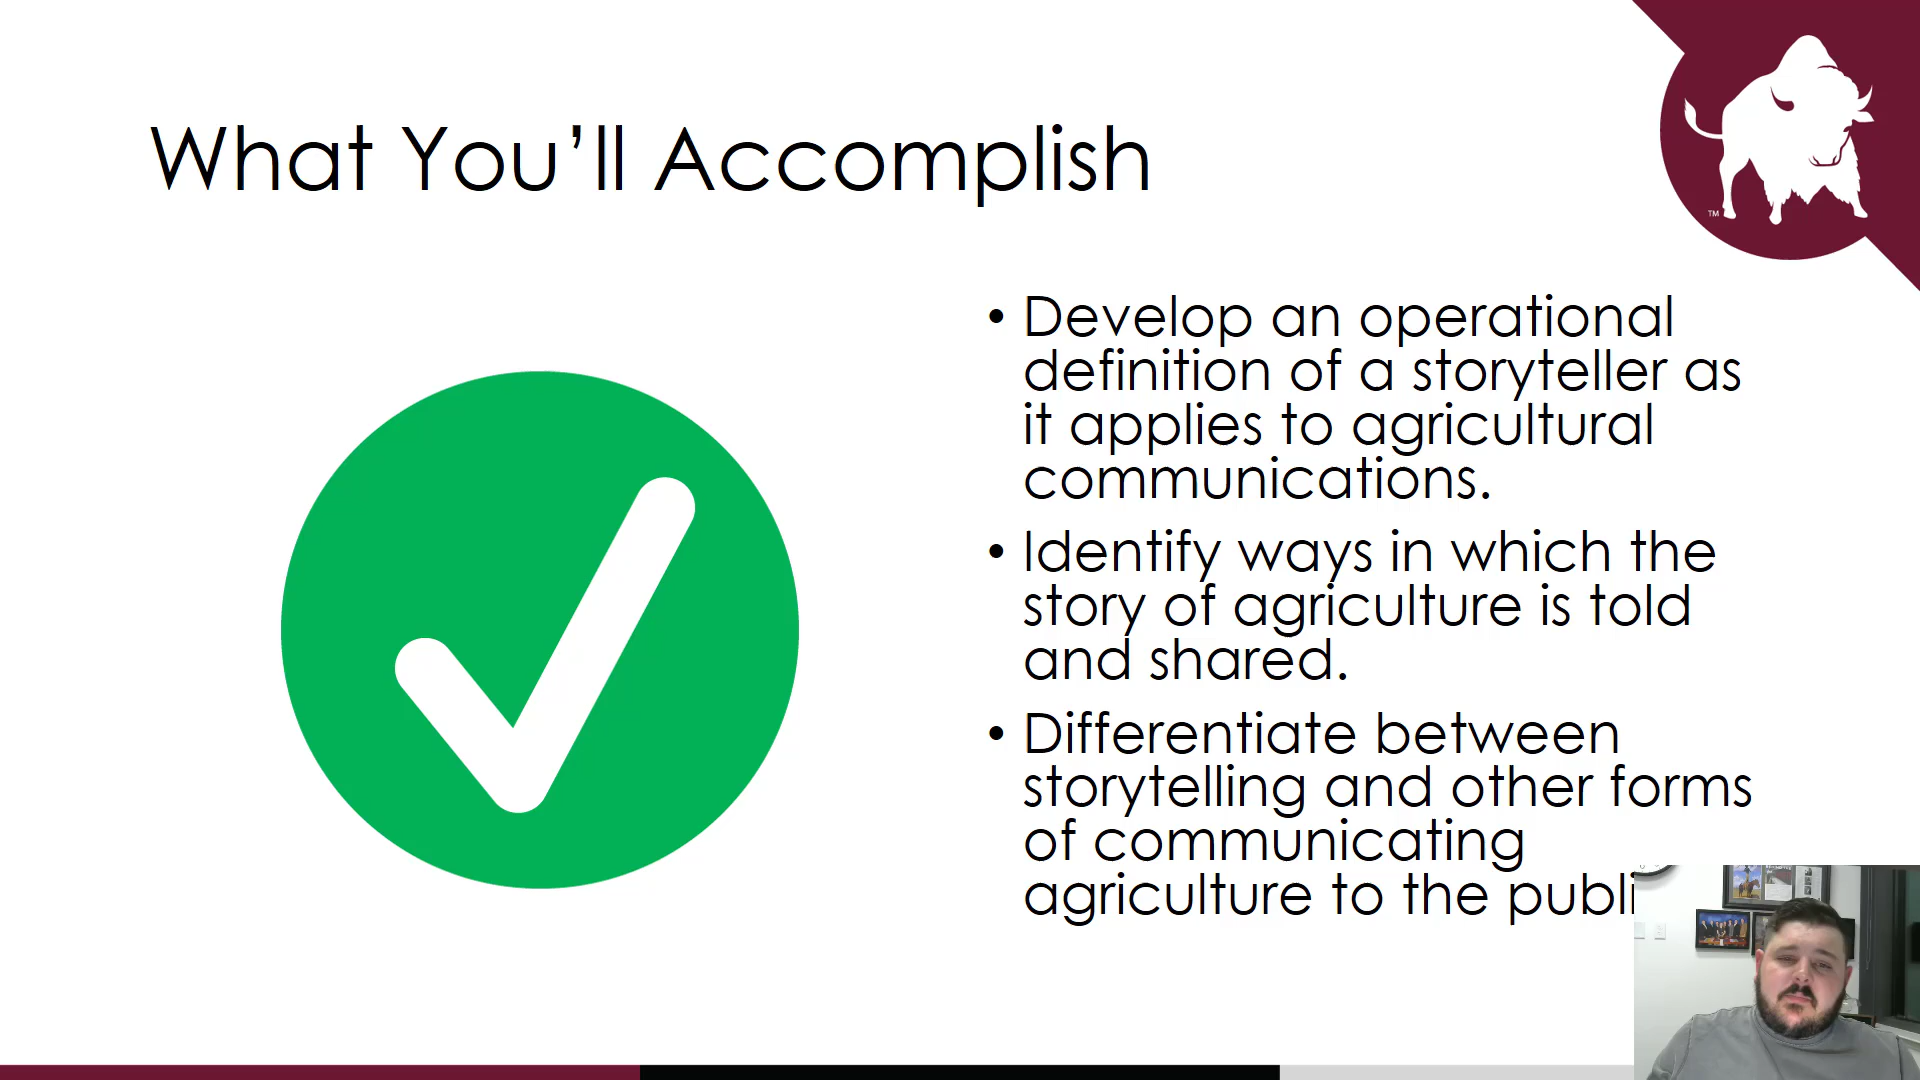 What You’ll Accomplish
TM
• Develop an operational
definition of a storyteller as
it applies to agricultural
communications.
• Identify ways in which the
story of agriculture is told
and shared.
• Differentiate between
storytelling and other forms
of communicating
agriculture to the publi